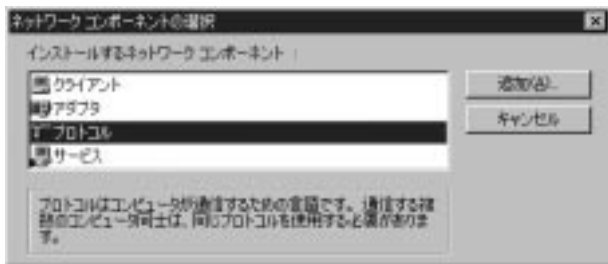 ネットワーク コンポーネントの選択
インストールするネットワーク コンポーネント :
クライアント
アダプタ
プロトコル
サービス
追加(A)...
キャンセル
プロトコルはコンピュータが通信するための言語です。通信する複
数のコンピュータ同士は、同じプロトコルを使用する必要がありま
す。